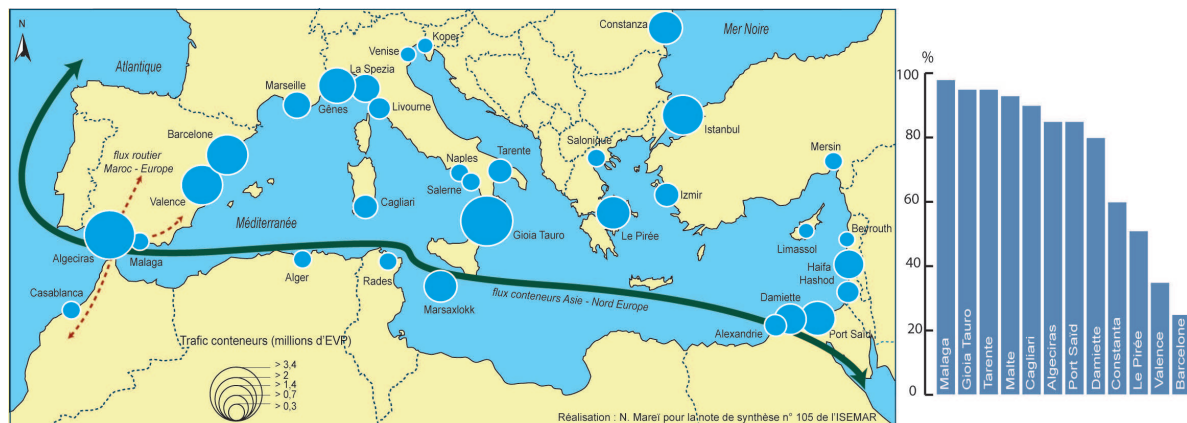 N
Constanza
Mer Noire
Koper
Venise
Atlantique
La Spezia
Marseille
Gênes
Livourne
Istanbul
Barcelone
flux routier
Maroc - Europe
Salonique
Mersin
Naples
Tarente
Salerne
Izmir
Valence
Cagliari
Méditerranée
Gioia Tauro
Le Pirée
Beyrouth
Limassol
Algeciras
Malaga
Alger
Rades
Haifa
Hashod
Casablanca
Marsaxlokk
flux conteneurs Asie - Nord Europe
Damiette
Alexandrie
Port Saïd
Trafic conteneurs (millions d'EVP)
> 3,4
> 2
> 1,4
> 0,7
> 0,3
Réalisation : N. Mareï pour la note de synthèse n° 105 de l'ISEMAR
%
100
80
60
40
20
0
Malaga
Gioia Tauro
Tarente
Malte
Cagliari
Algeciras
Port Saïd
Damiette
Constanta
Le Pirée
Valence
Barcelone